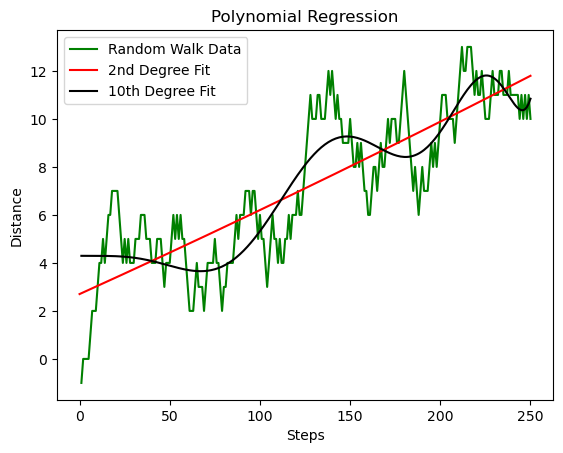 Polynomial Regression
Random Walk Data
2nd Degree Fit
10th Degree Fit
12
10
8
6
4
2
0
Distance
0 50 100 150 200 250
Steps